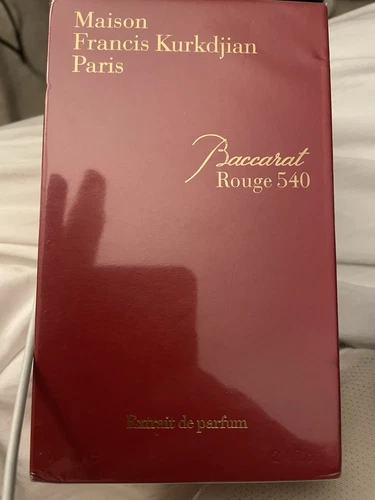 Maison
Francis Kurkdjian
Paris
Baccarat
Rouge 540
Extrait de parfum